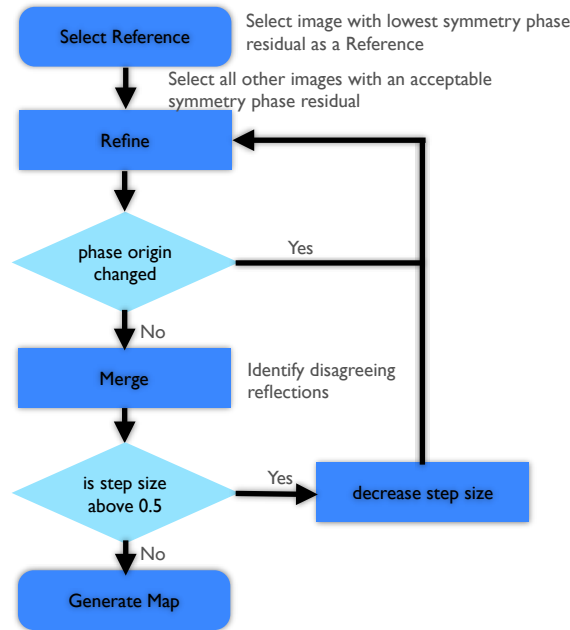 Select Reference
Select image with lowest symmetry phase
residual as a Reference
Select all other images with an acceptable
symmetry phase residual
Refine
phase origin
changed
Yes
No
Merge
Identify disagreeing
reflections
is step size
above 0.5
Yes
decrease step size
No
Generate Map